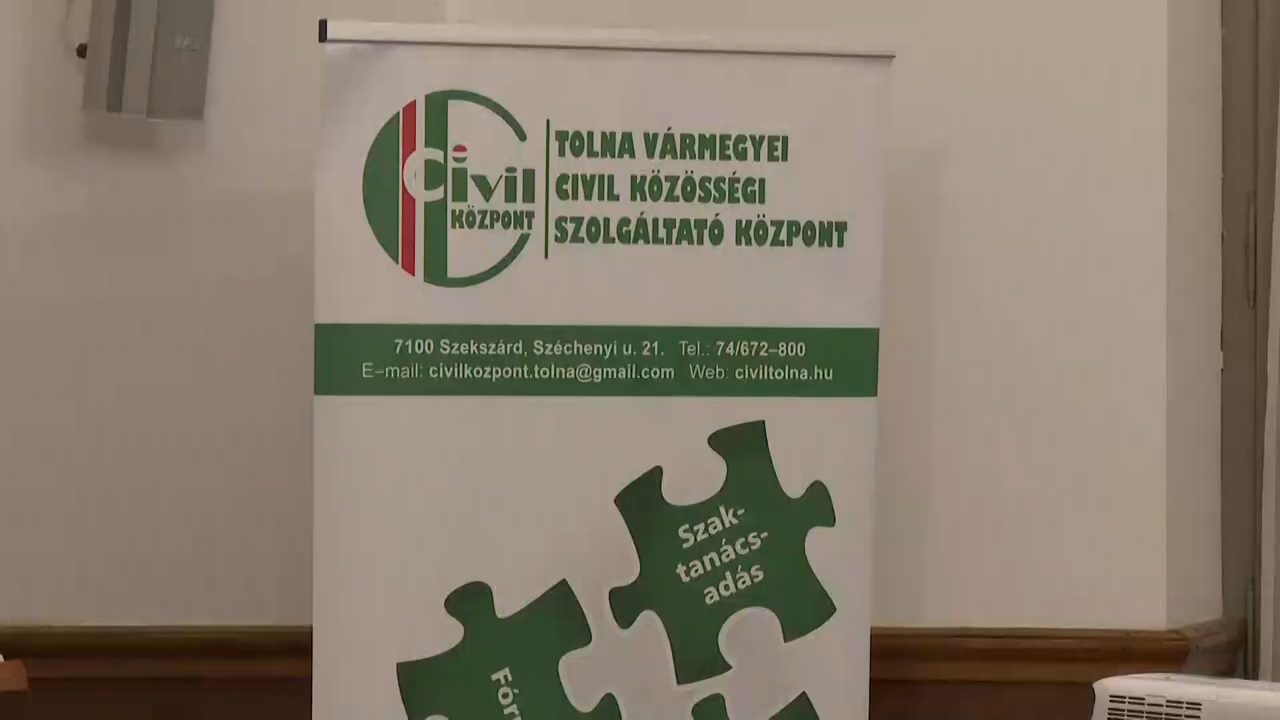 Civil
KÖZPONT
TOLNA VÁRMEGYEI
CIVIL KÖZÖSSÉGI
SZOLGÁLTATÓ KÖZPONT
7100 Szekszárd, Széchenyi u. 21. Tel.: 74/672–800
E–mail: civilkozpont.tolna@gmail.com Web: civiltolna.hu
Szak-
tanács-
adás